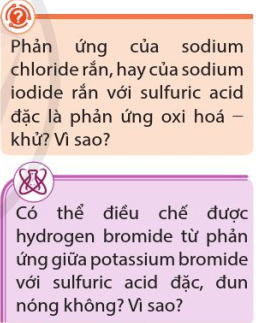 Phản ứng của sodium
chloride rắn, hay của sodium
iodide rắn với sulfuric acid
đặc là phản ứng oxi hoá –
khử? Vì sao?
Có thể điều chế được
hydrogen bromide từ phản
ứng giữa potassium bromide
với sulfuric acid đặc, đun
nóng không? Vì sao?